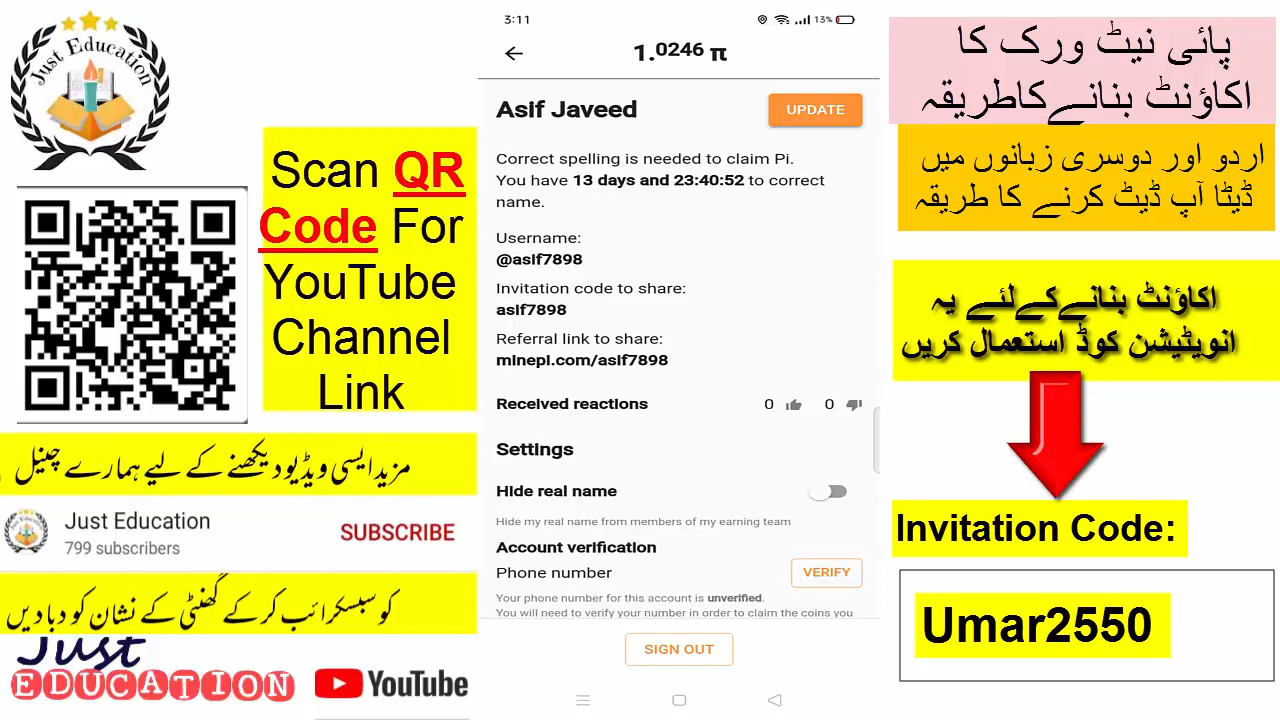 Just Education
Scan QR
Code For
YouTube
Channel
Link
مزید ایسی ویڈیو دیکھنے کے لیے ہمارے چینل
Just Education
799 subscribers
SUBSCRIBE
کو سبسکرائب کر کے گھنٹی کے نشان کو دبا دیں
Just
EDUCATION
YouTube
3:11
13%
1.0246 π
Asif Javeed
UPDATE
Correct spelling is needed to claim Pi.
You have 13 days and 23:40:52 to correct
name.
Username:
@asif7898
Invitation code to share:
asif7898
Referral link to share:
minepi.com/asif7898
Received reactions 0 0
Settings
Hide real name
Hide my real name from members of my earning team
Account verification
Phone number
VERIFY
Your phone number for this account is unverified.
You will need to verify your number in order to claim the coins you
SIGN OUT
پائی نیٹ ورک کا
اکاؤنٹ بنانےکاطریقہ
اردو اور دوسری زبانوں میں
ڈیٹا آپ ڈیٹ کرنے کا طریقہ
اکاؤنٹ بنانےکےلئے یہ
انویٹیشن کوڈ استعمال کریں
Invitation Code:
Umar2550